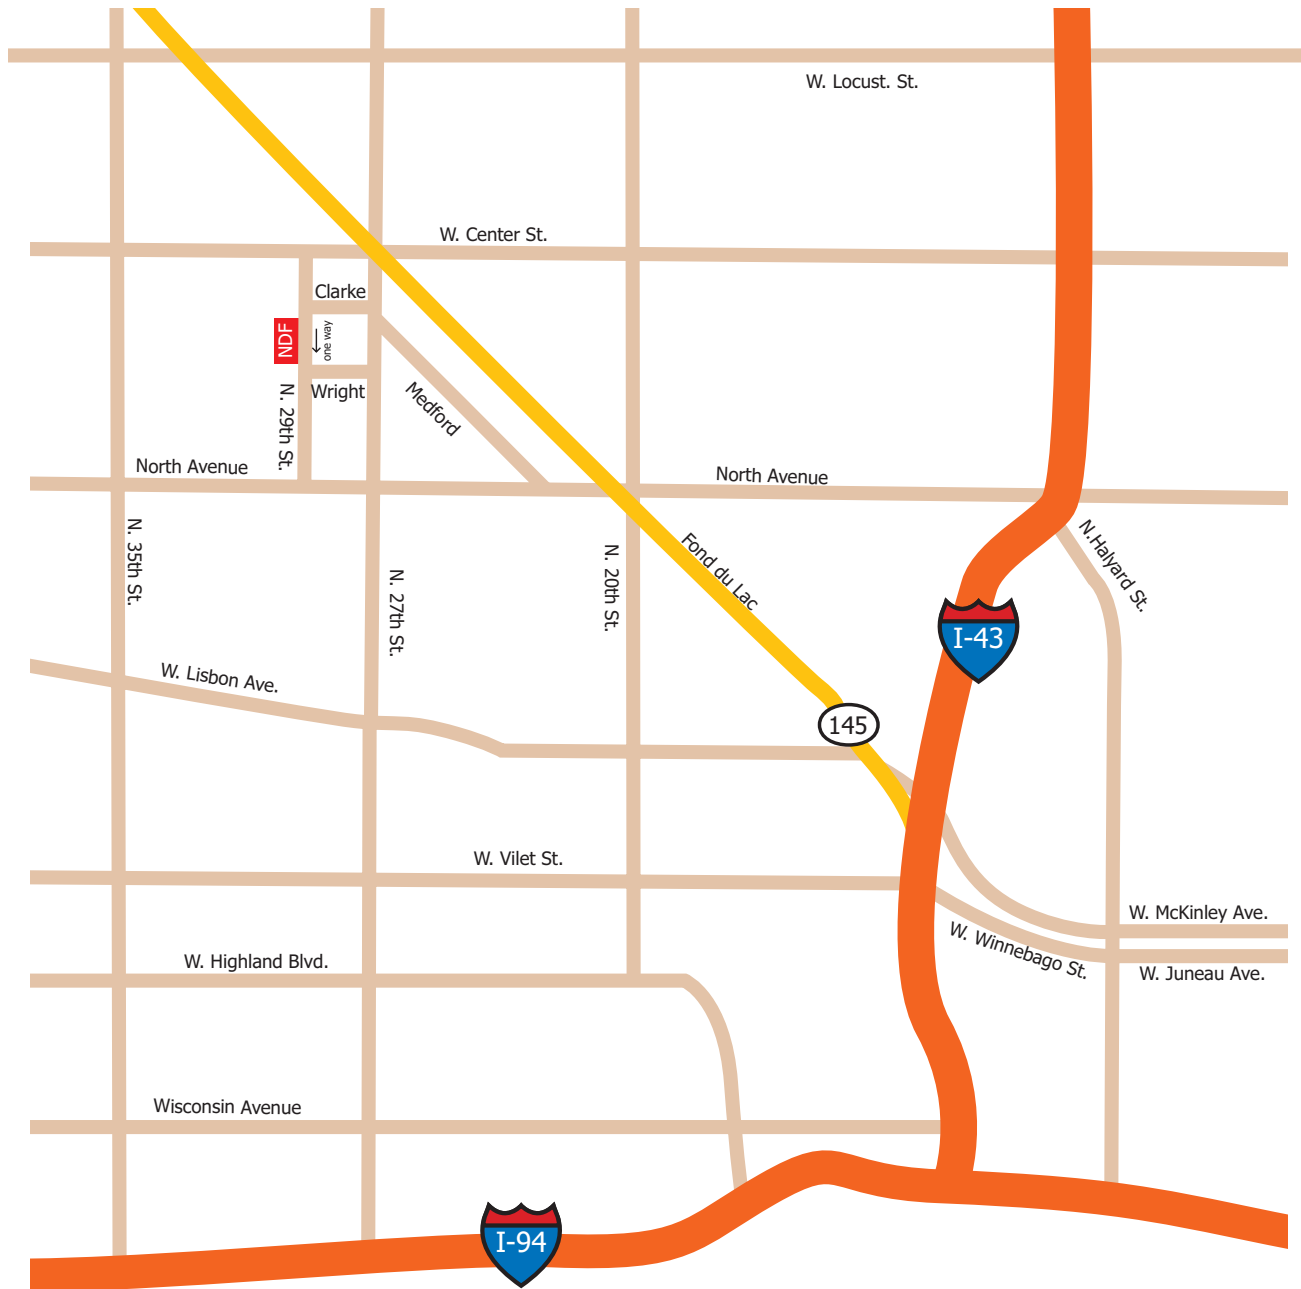 W. Locust. St.
W. Center St.
Clarke
NDF
one way
Wright
N. 29th St.
Medford
North Avenue
North Avenue
N. 35th St.
N. 27th St.
N. 20th St.
Fond du Lac
N.Halyard St.
I-43
W. Lisbon Ave.
145
W. Vilet St.
W. McKinley Ave.
W. Winnebago St.
W. Highland Blvd.
W. Juneau Ave.
Wisconsin Avenue
I-94